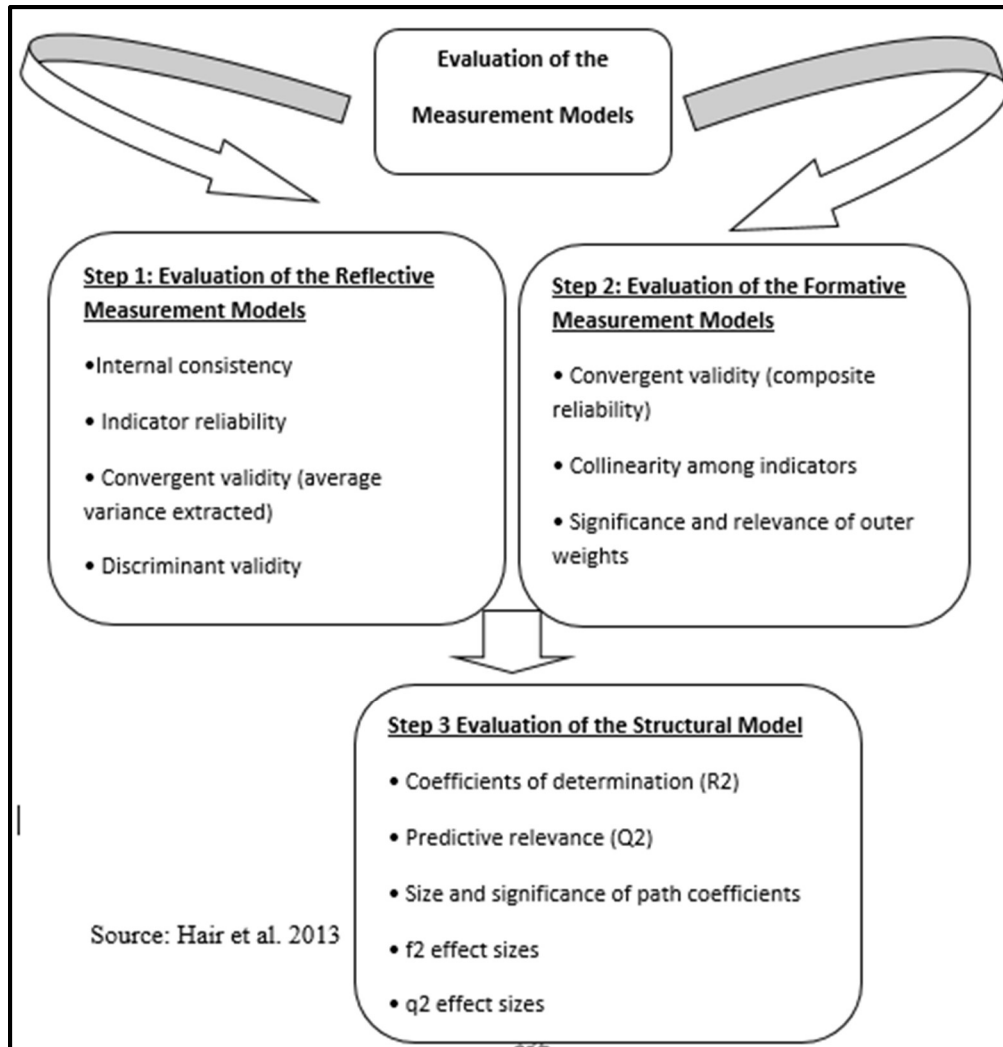 Evaluation of the
Measurement Models
Step 1: Evaluation of the Reflective
Measurement Models
•Internal consistency
• Indicator reliability
• Convergent validity (average
variance extracted)
• Discriminant validity
Step 2: Evaluation of the Formative
Measurement Models
• Convergent validity (composite
reliability)
• Collinearity among indicators
• Significance and relevance of outer
weights
Step 3 Evaluation of the Structural Model
• Coefficients of determination (R2)
• Predictive relevance (Q2)
• Size and significance of path coefficients
• f2 effect sizes
• q2 effect sizes
Source: Hair et al. 2013